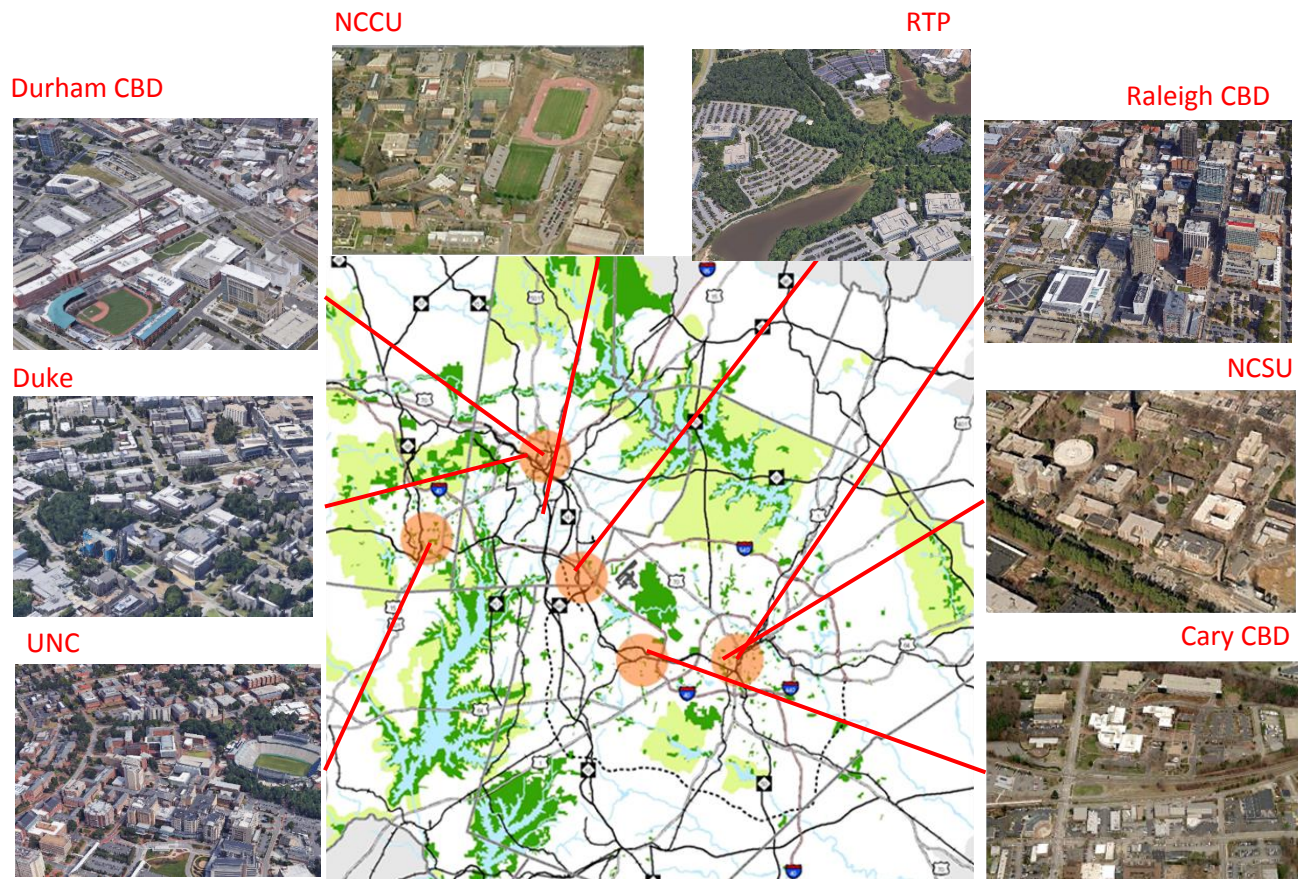 NCCU
RTP
Durham CBD
Raleigh CBD
Duke
NCSU
UNC
Cary CBD